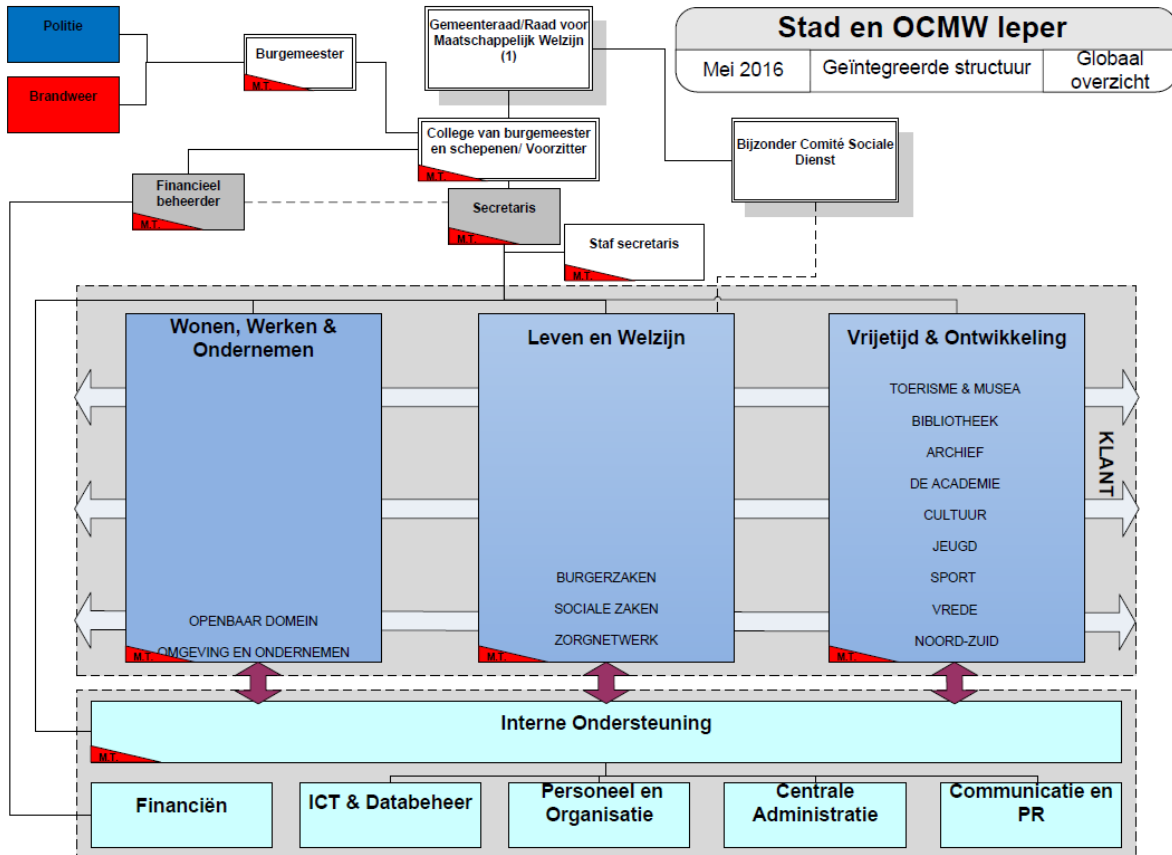 Politie
Brandweer
Burgemeester
M.T.
Gemeenteraad/Raad voor
Maatschappelijk Welzijn
(1)
Stad en OCMW Ieper
Mei 2016
Geïntegreerde structuur
Globaal
overzicht
College van burgemeester
en schepenen/ Voorzitter
M.T.
Bijzonder Comité Sociale
Dienst
Financieel
beheerder
M.T.
Secretaris
M.T.
Staf secretaris
M.T.
Wonen, Werken &
Ondernemen
OPENBAAR DOMEIN
OMGEVING EN ONDERNEMEN
M.T.
Leven en Welzijn
BURGERZAKEN
SOCIALE ZAKEN
ZORGNETWERK
M.T.
Vrijetijd & Ontwikkeling
TOERISME & MUSEA
BIBLIOTHEEK
ARCHIEF
DE ACADEMIE
CULTUUR
JEUGD
SPORT
VREDE
NOORD-ZUID
M.T.
KLANT
Interne Ondersteuning
M.T.
Financiën
ICT & Databeheer
Personeel en
Organisatie
Centrale
Administratie
Communicatie en
PR